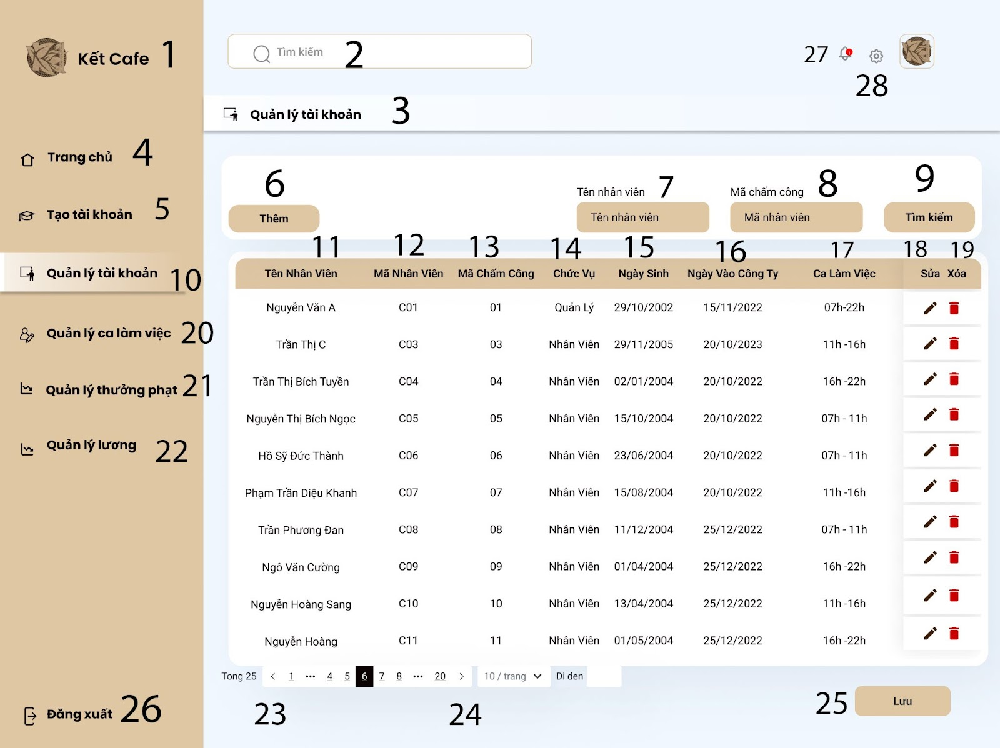 Kết Cafe 1
Tìm kiếm 2
27
28
Quản lý tài khoản 3
Trang chủ 4
Tạo tài khoản 5
Quản lý tài khoản 10
Quản lý ca làm việc 20
Quản lý thưởng phạt 21
Quản lý lương 22
Đăng xuất 26
6
Thêm
Tên nhân viên 7
Tên nhân viên
Mã chấm công 8
Mã nhân viên
9
Tìm kiếm
11 12 13 14 15 16 17 18 19
Tên Nhân Viên Mã Nhân Viên Mã Chấm Công Chức Vụ Ngày Sinh Ngày Vào Công Ty Ca Làm Việc Sửa Xóa
Nguyễn Văn A C01 01 Quản Lý 29/10/2002 15/11/2022 07h-22h
Trần Thị C C03 03 Nhân Viên 29/11/2005 20/10/2023 11h -16h
Trần Thị Bích Tuyền C04 04 Nhân Viên 02/01/2004 20/10/2022 16h -22h
Nguyễn Thị Bích Ngọc C05 05 Nhân Viên 15/10/2004 20/10/2022 07h - 11h
Hồ Sỹ Đức Thành C06 06 Nhân Viên 23/06/2004 20/10/2022 07h - 11h
Phạm Trần Diệu Khanh C07 07 Nhân Viên 15/08/2004 20/10/2022 11h -16h
Trần Phương Đan C08 08 Nhân Viên 11/12/2004 25/12/2022 07h - 11h
Ngô Văn Cường C09 09 Nhân Viên 01/04/2004 25/12/2022 16h -22h
Nguyễn Hoàng Sang C10 10 Nhân Viên 13/04/2004 25/12/2022 11h -16h
Nguyễn Hoàng C11 11 Nhân Viên 01/05/2004 25/12/2022 16h -22h
Tong 25 < 1 ••• 4 5 6 7 8 ••• 20 > 10 / trang Di den
23 24
25 Lưu